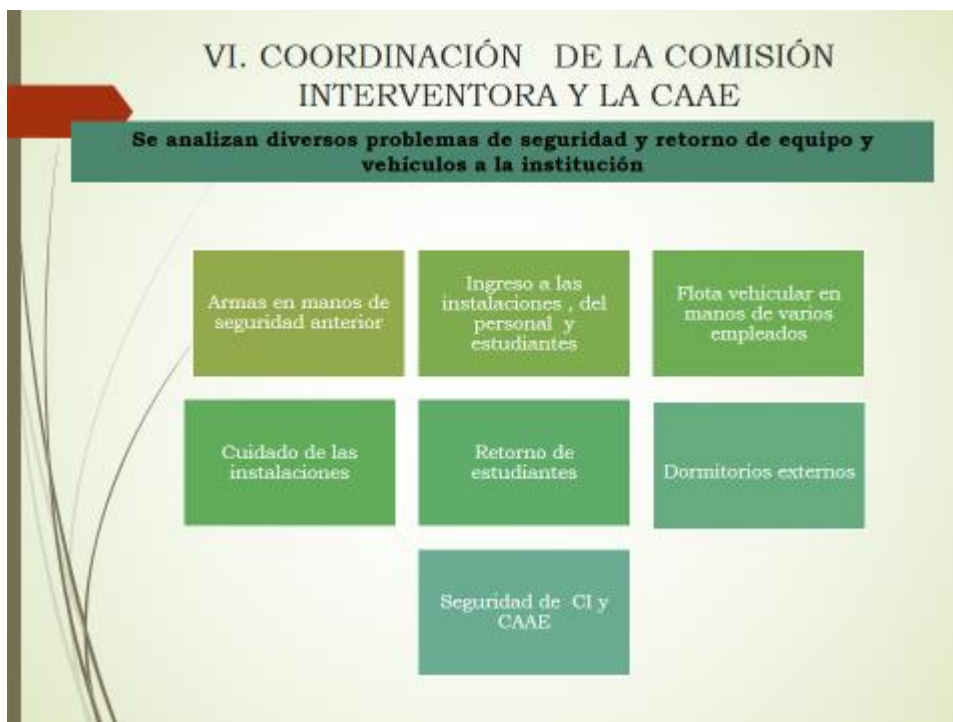 VI. COORDINACIÓN DE LA COMISIÓN
INTERVENTORA Y LA CAAE
Se analizan diversos problemas de seguridad y retorno de equipo y
vehículos a la institución
Armas en manos de
seguridad anterior
Ingreso a las
instalaciones , del
personal y
estudiantes
Flota vehicular en
manos de varios
empleados
Cuidado de las
instalaciones
Retorno de
estudiantes
Dormitorios externos
Seguridad de CI y
CAAE